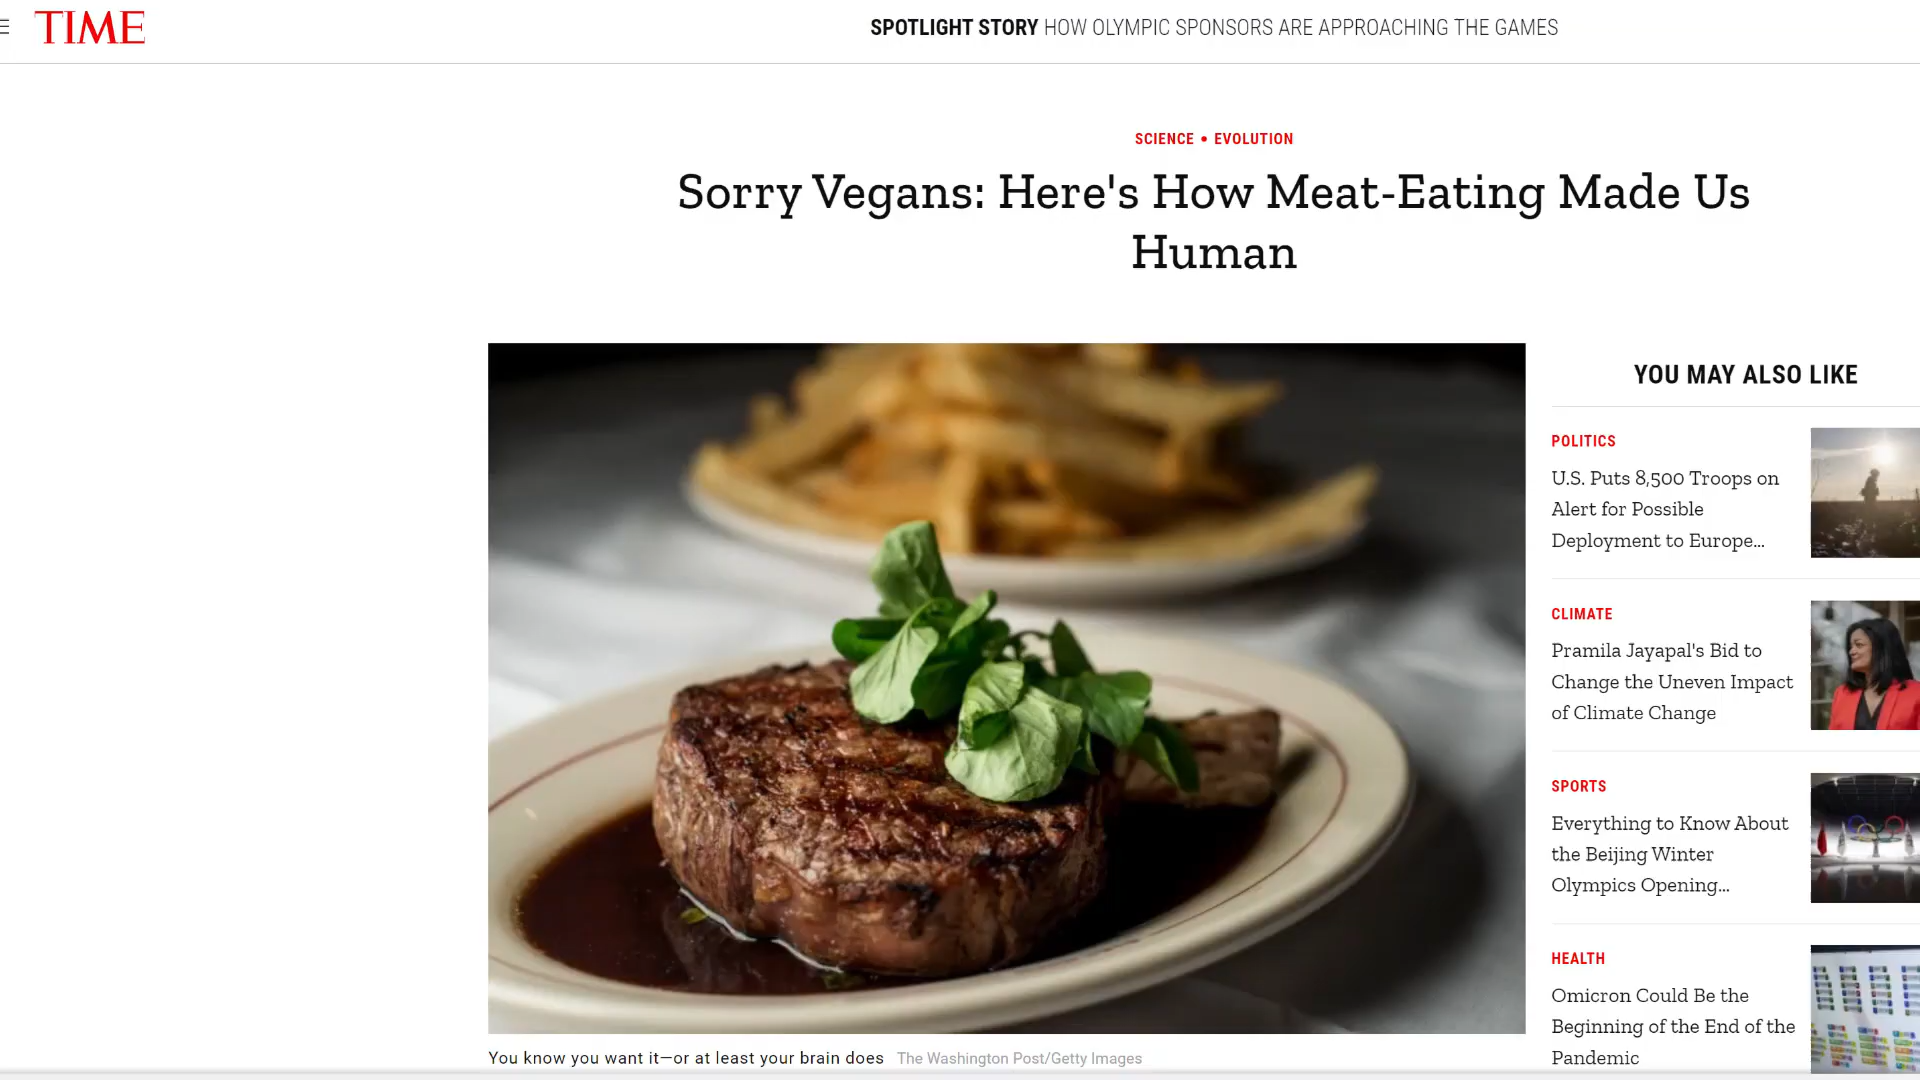 TIME
SPOTLIGHT STORY HOW OLYMPIC SPONSORS ARE APPROACHING THE GAMES
SCIENCE • EVOLUTION
Sorry Vegans: Here's How Meat-Eating Made Us
Human
YOU MAY ALSO LIKE
POLITICS
U.S. Puts 8,500 Troops on
Alert for Possible
Deployment to Europe...
CLIMATE
Pramila Jayapal's Bid to
Change the Uneven Impact
of Climate Change
SPORTS
Everything to Know About
the Beijing Winter
Olympics Opening...
HEALTH
Omicron Could Be the
Beginning of the End of the
Pandemic
You know you want it—or at least your brain does The Washington Post/Getty Images